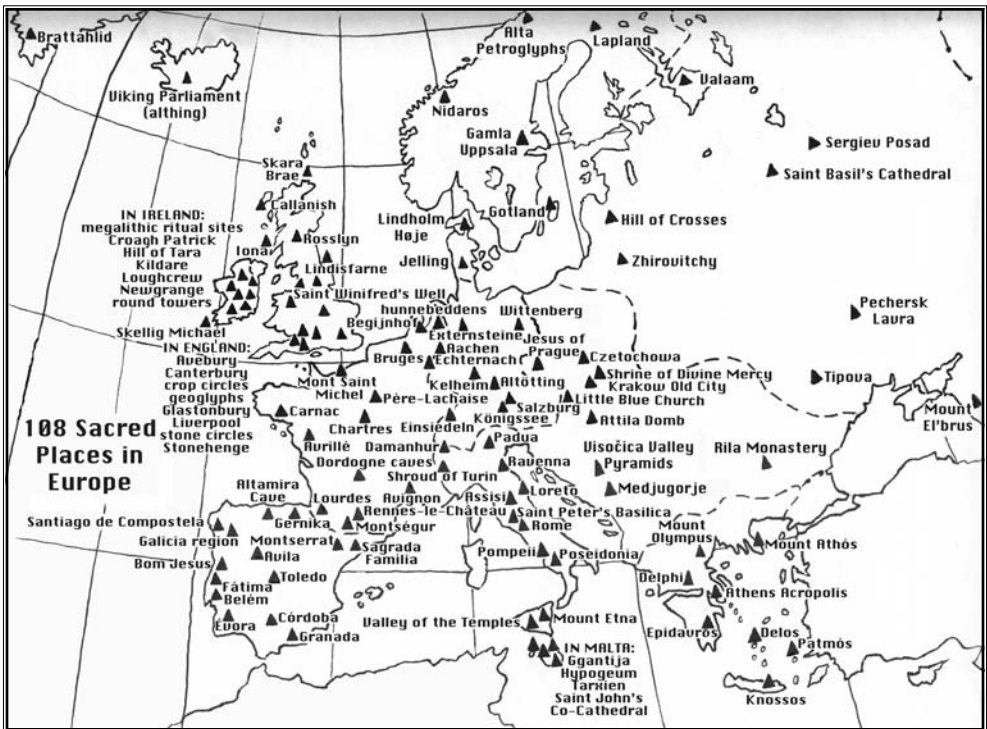 Brattahlid
Viking Parliament
(althing)
Alta
Petroglyphs
Lapland
Valaam
Nidaros
Gamla
Uppsala
Sergiev Posad
Saint Basil's Cathedral
Skara
Brae
Callanish
Lindholm
Høje
Gotland
Hill of Crosses
IN IRELAND:
megalithic ritual sites
Croagh Patrick
Hill of Tara
Kildare
Loughcrew
Newgrange
round towers
Iona
Rosslyn
Lindisfarne
Jelling
Zhirovitchy
Saint Winifred's Well
Skellig Michael
hunnebeddens
Begijnhof
Externsteine
Wittenberg
Pechersk
Lavra
IN ENGLAND:
Avebury
Canterbury
crop circles
geoglyphs
Glastonbury
Liverpool
stone circles
Stonehenge
Bruges
Aachen
Echternach
Jesus of
Prague
Czetochowa
Shrine of Divine Mercy
Krakow Old City
Tipova
Mont Saint
Michel
Père-Lachaise
Kelheim
Altötting
Little Blue Church
Mount
El'brus
Carnac
Chartres
Einsiedeln
Königssee
Salzburg
Attila Domb
108 Sacred
Places in
Europe
Avrillé
Damanhur
Padua
Visočica Valley
Pyramids
Rila Monastery
Dordogne caves
Shroud of Turin
Ravenna
Medjugorje
Altamira
Cave
Lourdes
Avignon
Rennes-le-Château
Assisi
Loreto
Saint Peter's Basilica
Rome
Santiago de Compostela
Gernika
Montségur
Galicia region
Montserrat
Sagrada
Familia
Avila
Pompeii
Poseidonia
Mount
Olympus
Mount Athós
Bom Jesus
Toledo
Fátima
Belém
Delphi
Athens Acropolis
Évora
Córdoba
Granada
Valley of the Temples
Mount Etna
Epidavros
Delos
Patmós
IN MALTA:
Ggantija
Hypogeum
Tarxien
Saint John's
Co-Cathedral
Knossos